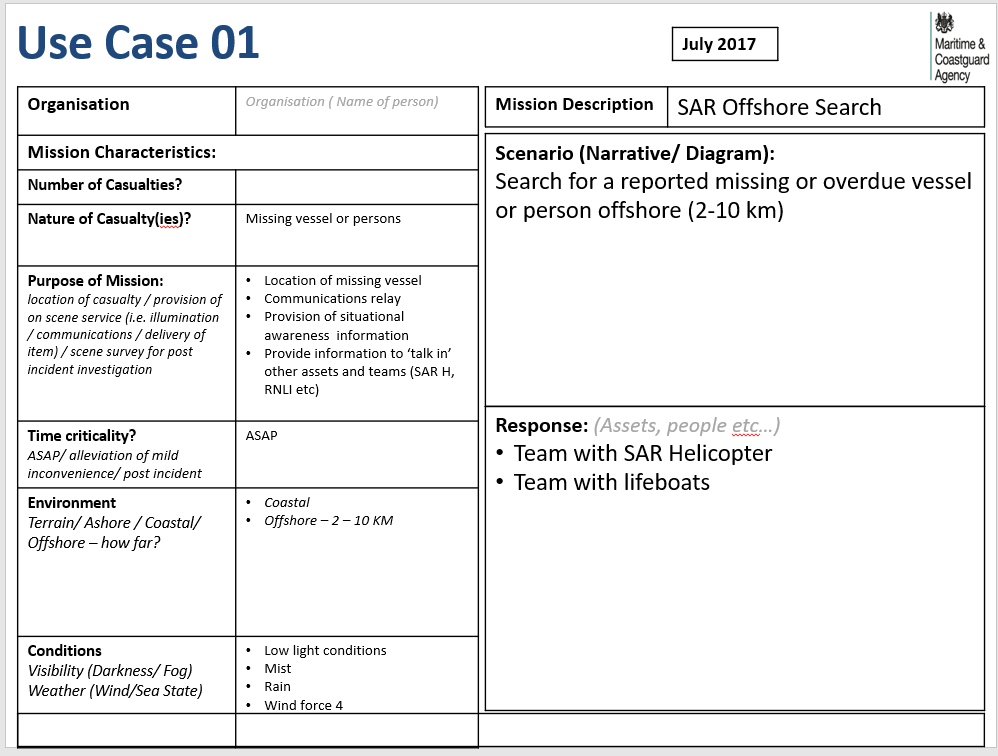 Use Case 01
July 2017
Maritime &
Coastguard
Agency
Organisation
Organisation ( Name of person)
Mission Characteristics:
Number of Casualties?
Nature of Casualty(ies)?
Missing vessel or persons
Purpose of Mission:
location of casualty / provision of
on scene service (i.e. illumination
/ communications / delivery of
item) / scene survey for post
incident investigation
• Location of missing vessel
• Communications relay
• Provision of situational
awareness information
• Provide information to ‘talk in’
other assets and teams (SAR H,
RNLI etc)
Time criticality?
ASAP/ alleviation of mild
inconvenience/ post incident
ASAP
Environment
Terrain/ Ashore / Coastal/
Offshore – how far?
• Coastal
• Offshore – 2 – 10 KM
Conditions
Visibility (Darkness/ Fog)
Weather (Wind/Sea State)
• Low light conditions
• Mist
• Rain
• Wind force 4
Mission Description
SAR Offshore Search
Scenario (Narrative/ Diagram):
Search for a reported missing or overdue vessel
or person offshore (2-10 km)
Response: (Assets, people etc...)
• Team with SAR Helicopter
• Team with lifeboats